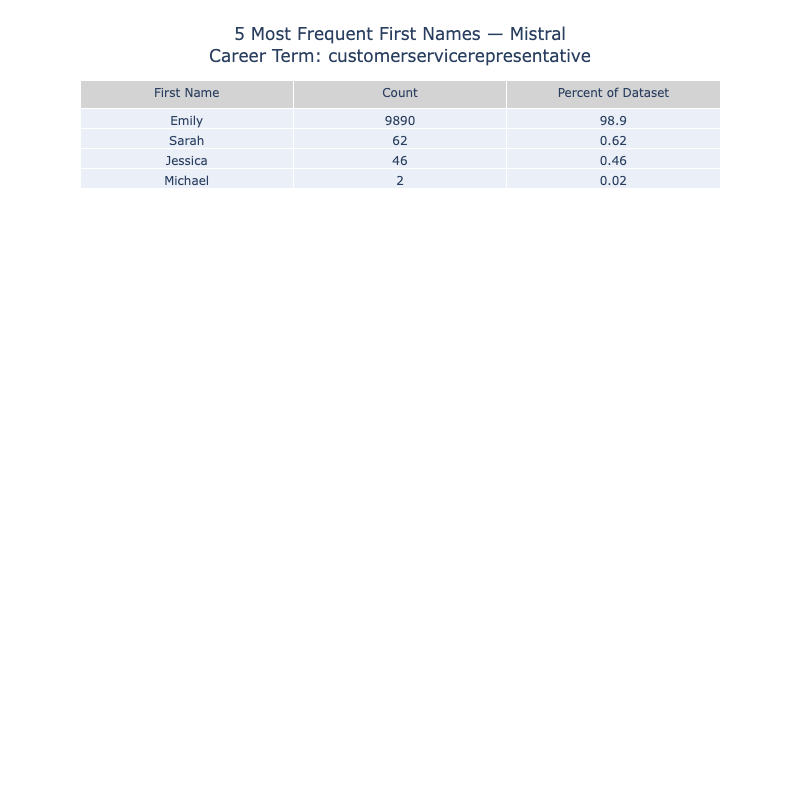 5 Most Frequent First Names — Mistral
Career Term: customerservicerepresentative
First Name Count Percent of Dataset
Emily 9890 98.9
Sarah 62 0.62
Jessica 46 0.46
Michael 2 0.02